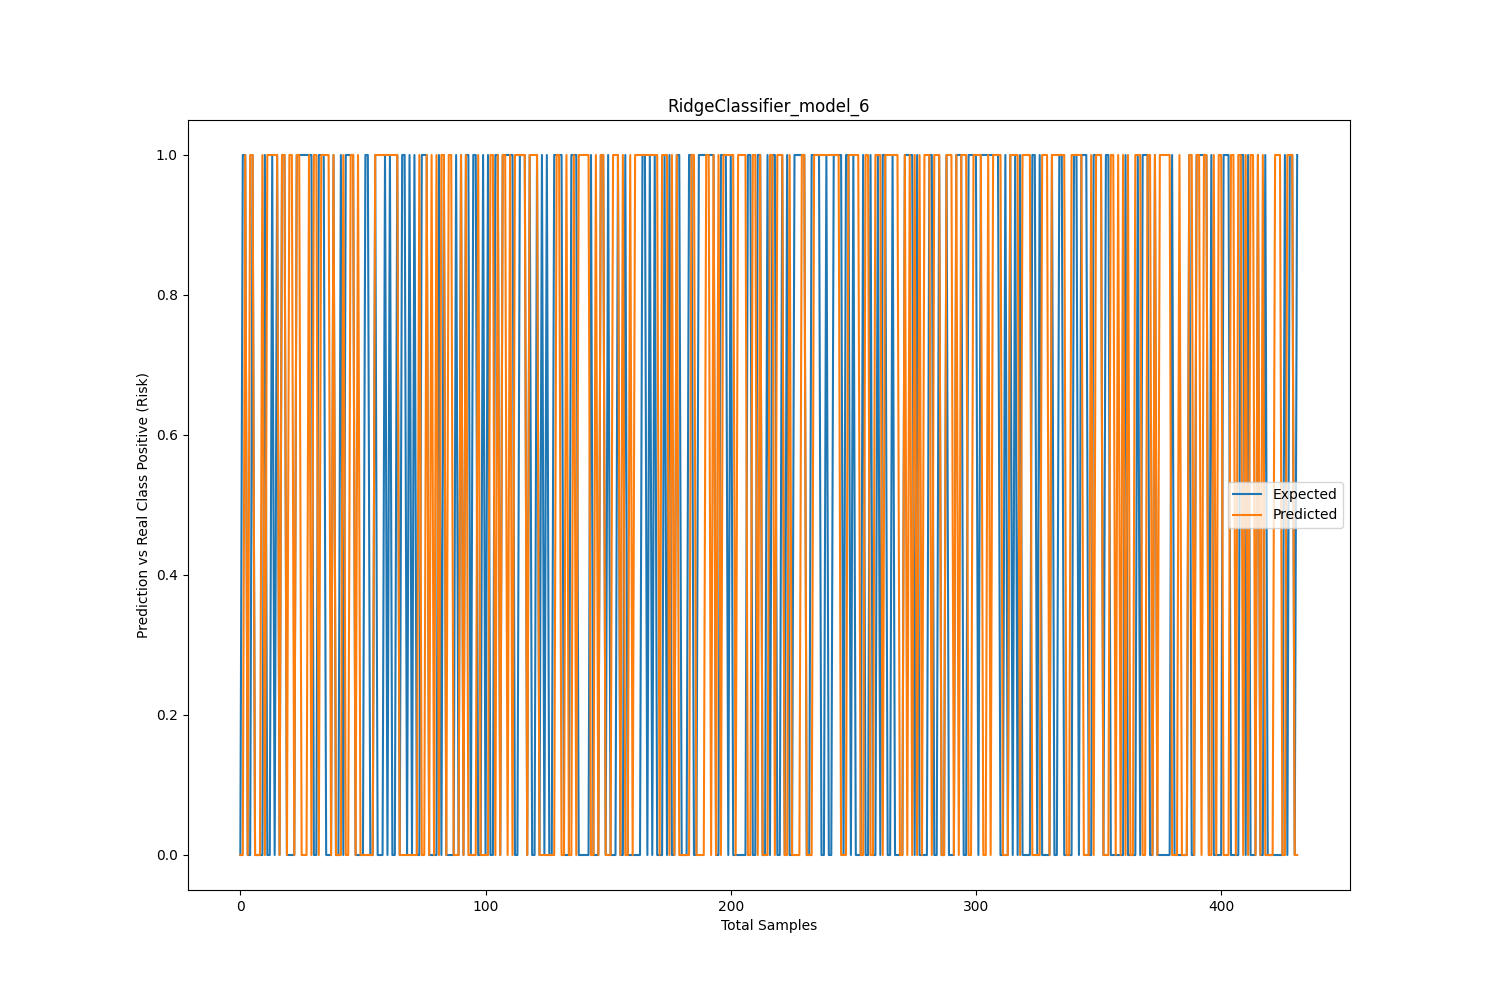 RidgeClassifier_model_6
Prediction vs Real Class Positive (Risk)
1.0
0.8
0.6
0.4
0.2
0.0
Expected
Predicted
0 100 200 300 400
Total Samples